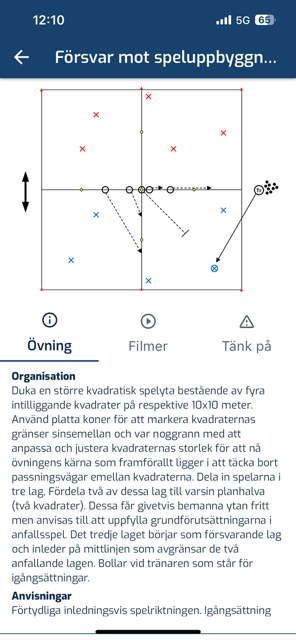 12:10
5G 65
Försvar mot speluppbyggn...
Tr
Övning
Filmer
Tänk på
Organisation
Duka en större kvadratisk spelyta bestående av fyra
intilliggande kvadrater på respektive 10x10 meter.
Använd platta koner för att markera kvadraternas
gränser sinsemellan och var noggrann med att
anpassa och justera kvadraternas storlek för att nå
övningens kärna som framförallt ligger i att täcka bort
passningsvägar emellan kvadraterna. Dela in spelarna i
tre lag, Fördela två av dessa lag till varsin planhalva
(två kvadrater). Dessa får givetvis bemanna ytan fritt
men anvisas till att uppfylla grundförutsättningarna i
anfallsspel. Det tredje laget börjar som försvarande lag
och inleder på mittlinjen som avgränsar de två
anfallande lagen. Bollar vid tränaren som står för
igångsättningar.
Anvisningar
Förtydliga inledningsvis spelriktningen. Igångsättning